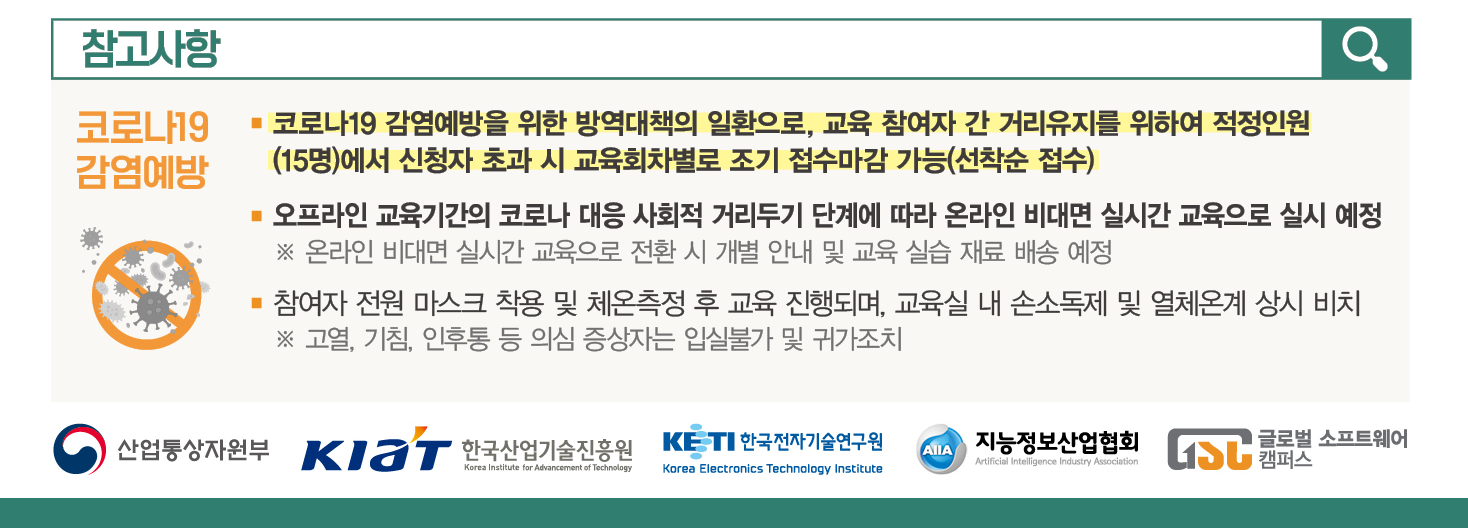 참고사항
코로나19
감염예방
▪ 코로나19 감염예방을 위한 방역대책의 일환으로, 교육 참여자 간 거리유지를 위하여 적정인원
(15명)에서 신청자 초과 시 교육회차별로 조기 접수마감 가능(선착순 접수)
▪ 오프라인 교육기간의 코로나 대응 사회적 거리두기 단계에 따라 온라인 비대면 실시간 교육으로 실시 예정
※ 온라인 비대면 실시간 교육으로 전환 시 개별 안내 및 교육 실습 재료 배송 예정
▪ 참여자 전원 마스크 착용 및 체온측정 후 교육 진행되며, 교육실 내 손소독제 및 열체온계 상시 비치
※ 고열, 기침, 인후통 등 의심 증상자는 입실불가 및 귀가조치
산업통상자원부
KIAT 한국산업기술진흥원
Korea Institute for Advancement of Technology
KETI 한국전자기술연구원
Korea Electronics Technology Institute
AIIA 지능정보산업협회
Artificial Intelligence Industry Association
GSC 글로벌 소프트웨어
캠퍼스